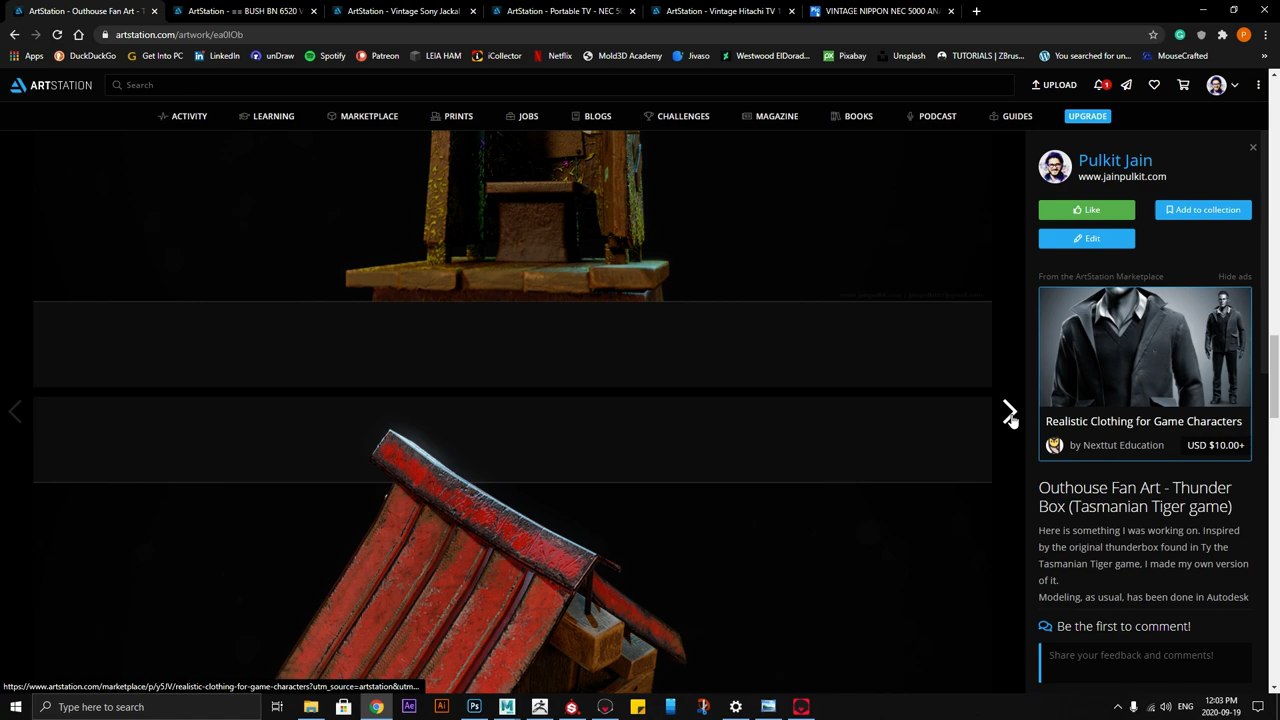 ArtStation - Outhouse Fan Art - T
ArtStation - == BUSH BN 6520 V
ArtStation - Vintage Sony Jackal
ArtStation - Portable TV - NEC 5
ArtStation - Vintage Hitachi TV 1
VINTAGE NIPPON NEC 5000 ANA
artstation.com/artwork/ea0lOb
Apps
DuckDuckGo
Get Into PC
LinkedIn
unDraw
Spotify
Patreon
LEIA HAM
iCollector
Netflix
Mold3D Academy
Jivaso
Westwood ElDorad...
Pixabay
Unsplash
TUTORIALS | ZBrus...
You searched for un...
MouseCrafted
ARTSTATION
Search
UPLOAD
1
ACTIVITY
LEARNING
MARKETPLACE
PRINTS
JOBS
BLOGS
CHALLENGES
MAGAZINE
BOOKS
PODCAST
GUIDES
UPGRADE
Pulkit Jain
www.jainpulkit.com
Like
Add to collection
Edit
From the ArtStation Marketplace
Hide ads
Realistic Clothing for Game Characters
by Nexttut Education
USD $10.00+
Outhouse Fan Art - Thunder
Box (Tasmanian Tiger game)
Here is something I was working on. Inspired
by the original thunderbox found in Ty the
Tasmanian Tiger game, I made my own version
of it.
Modeling, as usual, has been done in Autodesk
Be the first to comment!
Share your feedback and comments!
https://www.artstation.com/marketplace/p/y5JV/realistic-clothing-for-game-characters?utm_source=artstation&utm...
Type here to search
ENG
12:03 PM
2020-09-19